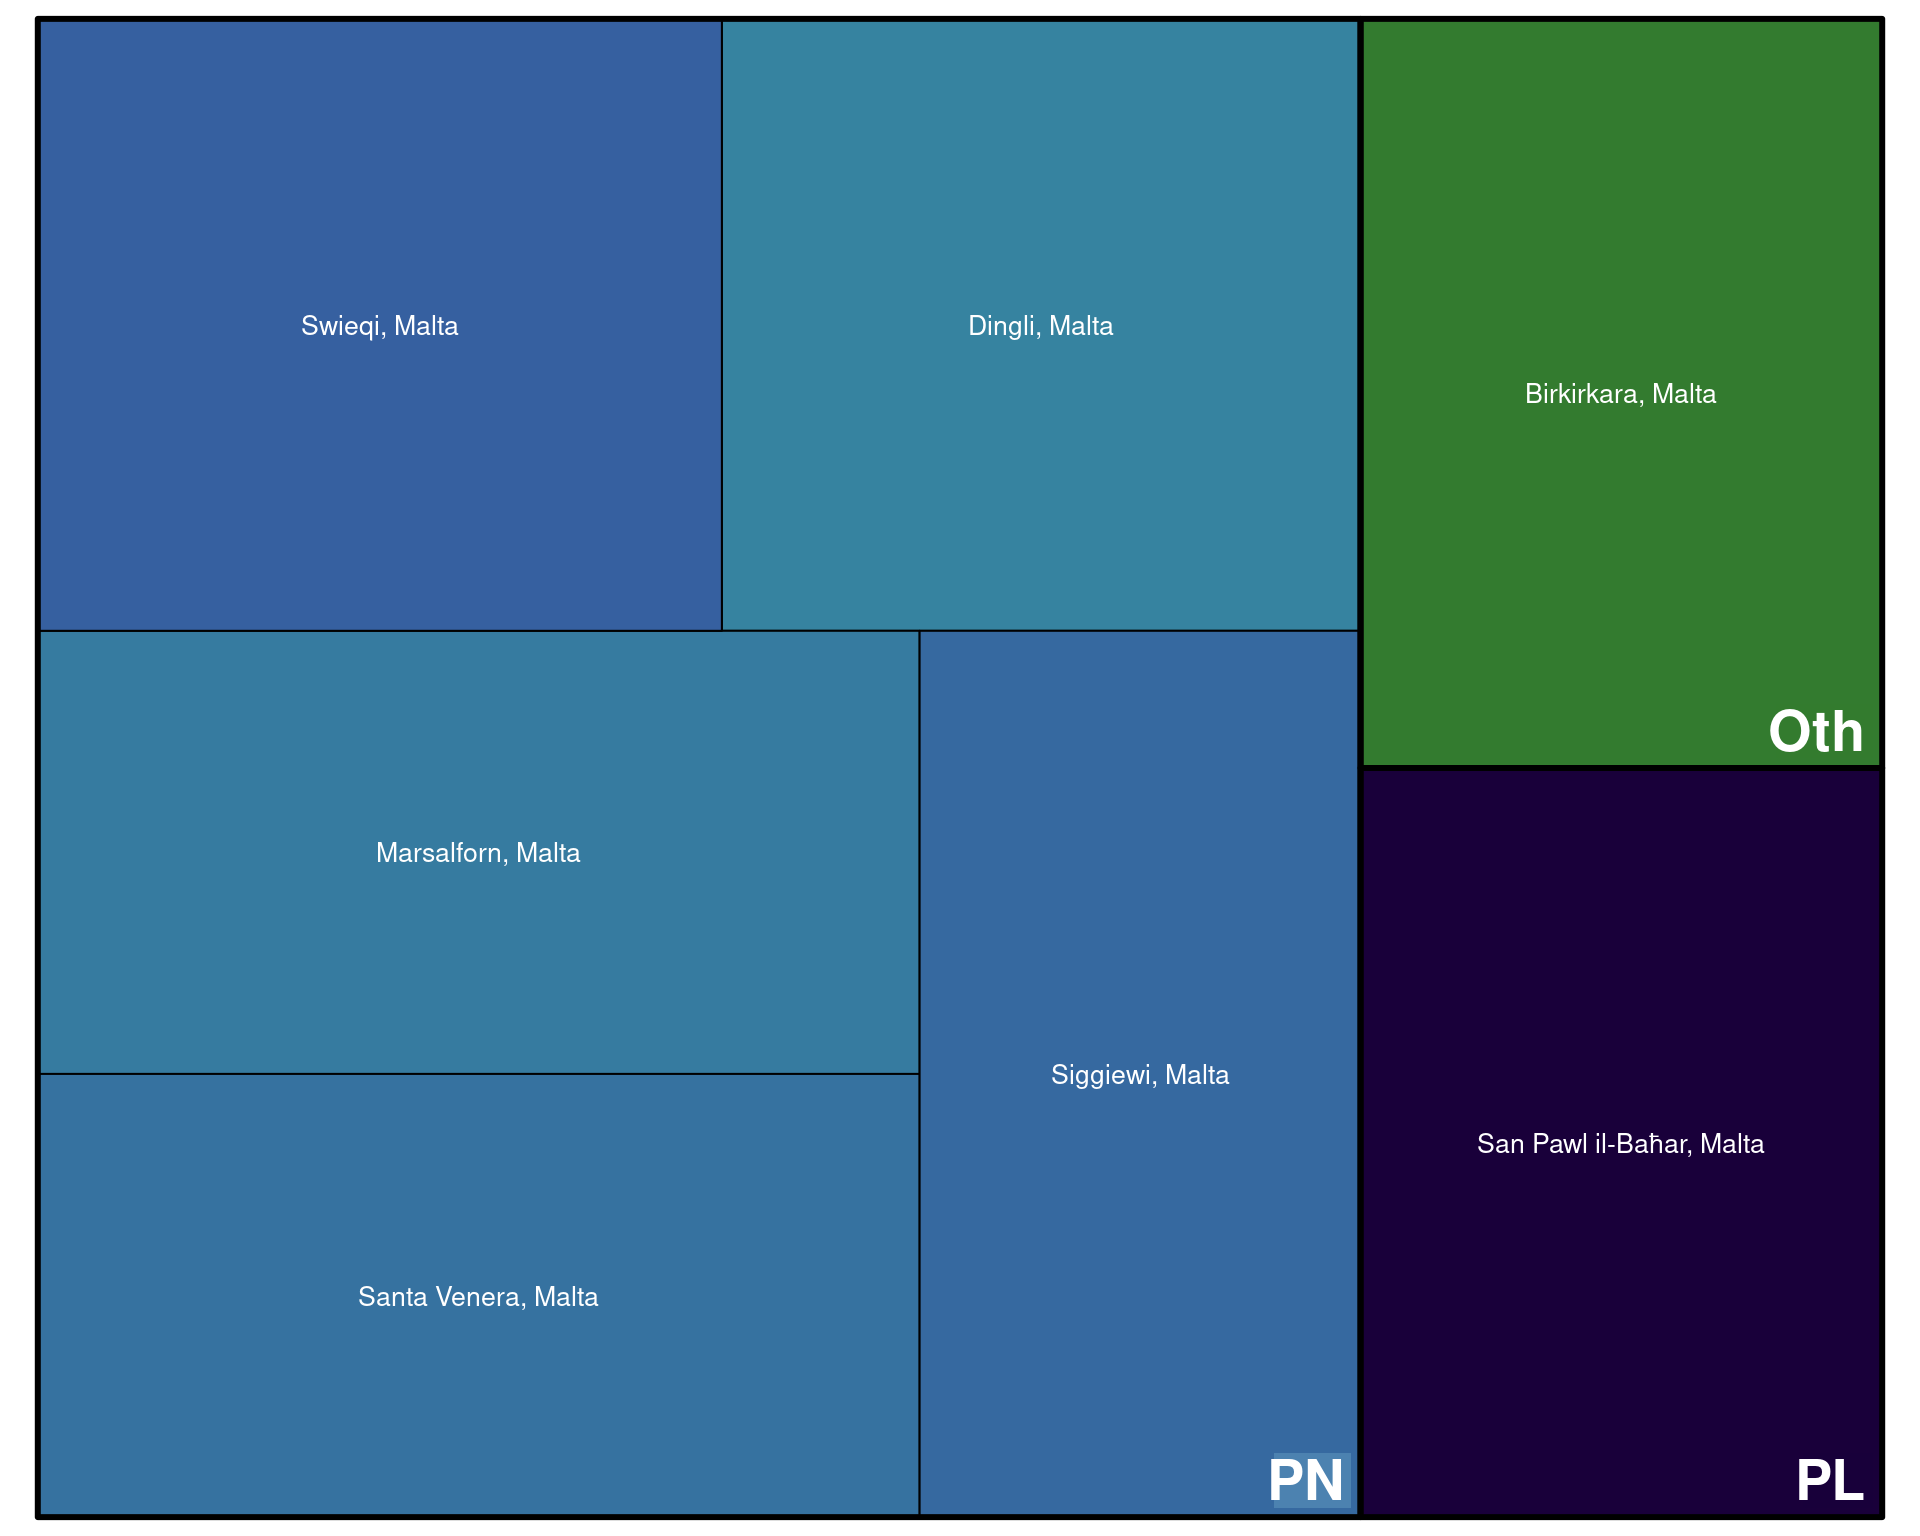 Swieqi, Malta
Dingli, Malta
Birkirkara, Malta
Oth
Marsalforn, Malta
Siggiewi, Malta
San Pawl il-Baħar, Malta
Santa Venera, Malta
PN
PL